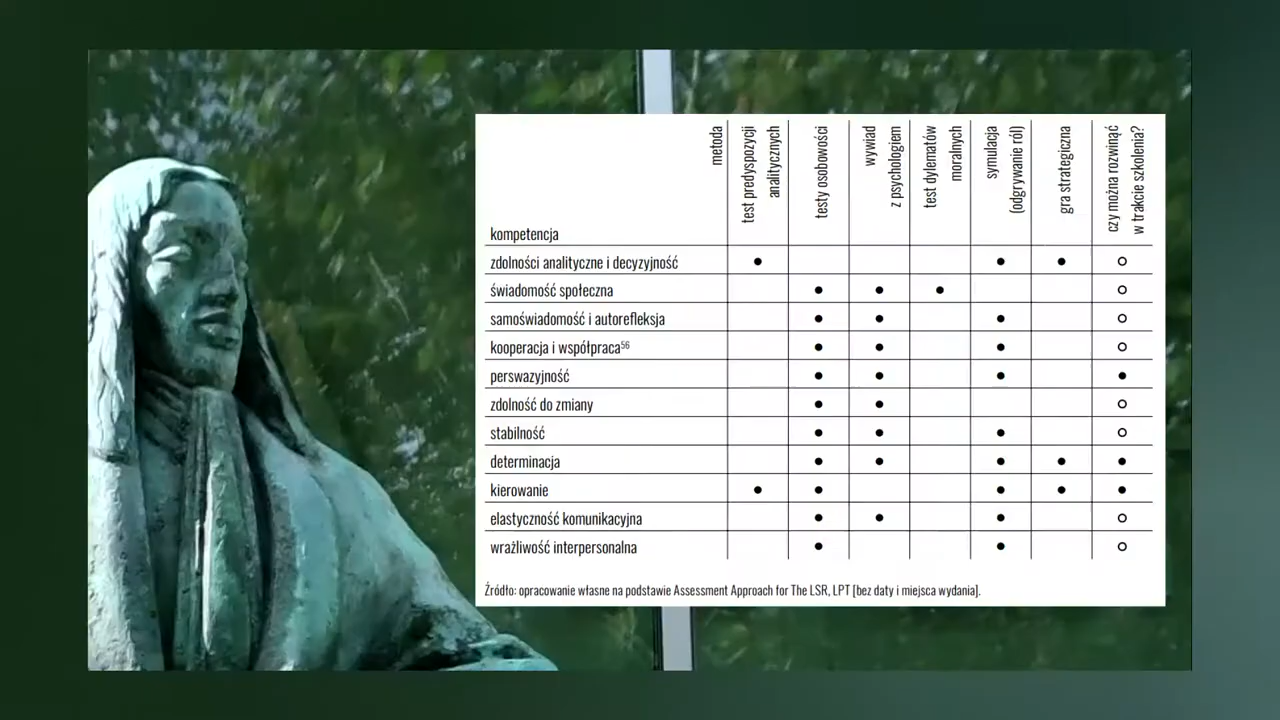 metoda
test predyspozycji
analitycznych
testy osobowości
wywiad
z psychologiem
test dylematów
moralnych
symulacja
(odgrywanie ról)
gra strategiczna
czy można rozwinąć
w trakcie szkolenia?
kompetencja
zdolności analityczne i decyzyjność ● ● ● ○
świadomość społeczna ● ● ● ○
samoświadomość i autorefleksja ● ● ● ○
kooperacja i współpraca⁵⁶ ● ● ● ○
perswazyjność ● ● ● ●
zdolność do zmiany ● ● ○
stabilność ● ● ● ○
determinacja ● ● ● ● ●
kierowanie ● ● ● ● ●
elastyczność komunikacyjna ● ● ● ○
wrażliwość interpersonalna ● ● ○
Źródło: opracowanie własne na podstawie Assessment Approach for The LSR, LPT [bez daty i miejsca wydania].